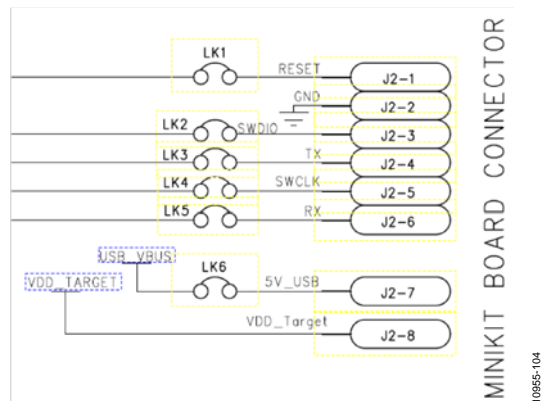 LK1
RESET
J2-1
GND
J2-2
LK2
SWDIO
J2-3
LK3
TX
J2-4
LK4
SWCLK
J2-5
LK5
RX
J2-6
USB_VBUS
VDD_TARGET
LK6
5V_USB
J2-7
VDD_Target
J2-8
MINIKIT BOARD CONNECTOR
10955-104